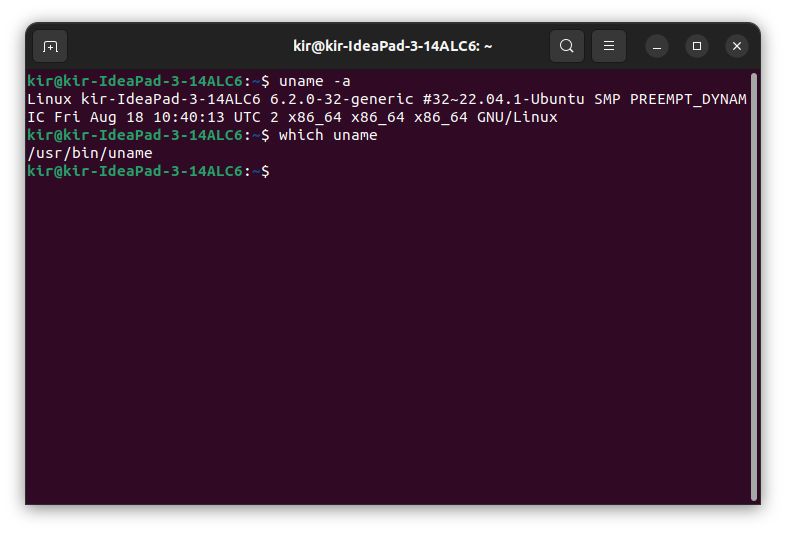 kir@kir-IdeaPad-3-14ALC6: ~
kir@kir-IdeaPad-3-14ALC6:~$ uname -a
Linux kir-IdeaPad-3-14ALC6 6.2.0-32-generic #32~22.04.1-Ubuntu SMP PREEMPT_DYNAM
IC Fri Aug 18 10:40:13 UTC 2 x86_64 x86_64 x86_64 GNU/Linux
kir@kir-IdeaPad-3-14ALC6:~$ which uname
/usr/bin/uname
kir@kir-IdeaPad-3-14ALC6:~$